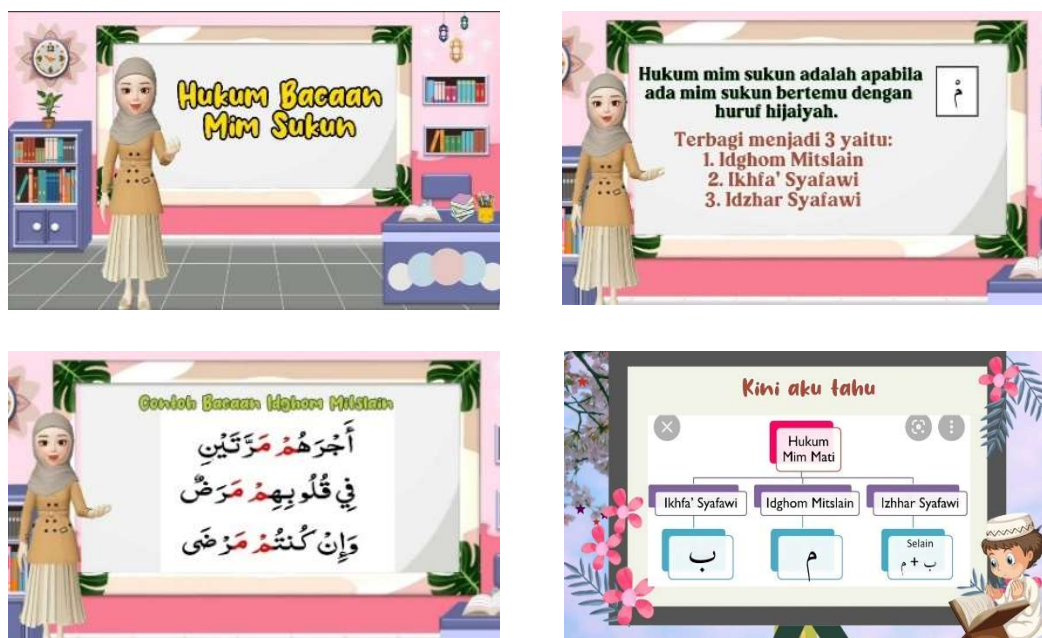 Hukum Bacaan
Mim Sukun
Hukum mim sukun adalah apabila
ada mim sukun bertemu dengan
huruf hijaiyah.
مْ
Terbagi menjadi 3 yaitu:
1. Idghom Mitslain
2. Ikhfa' Syafawi
3. Idzhar Syafawi
Contoh Bacaan Idghom Mitslain
أَجْرَهُمْ مَرَّتَيْنِ
فِي قُلُوبِهِمْ مَرَضٌ
وَإِنْ كُنتُمْ مَرْضَى
Kini aku tahu
Hukum
Mim Mati
Ikhfa' Syafawi
Idghom Mitslain
Izhhar Syafawi
ب
م
Selain
ب + م